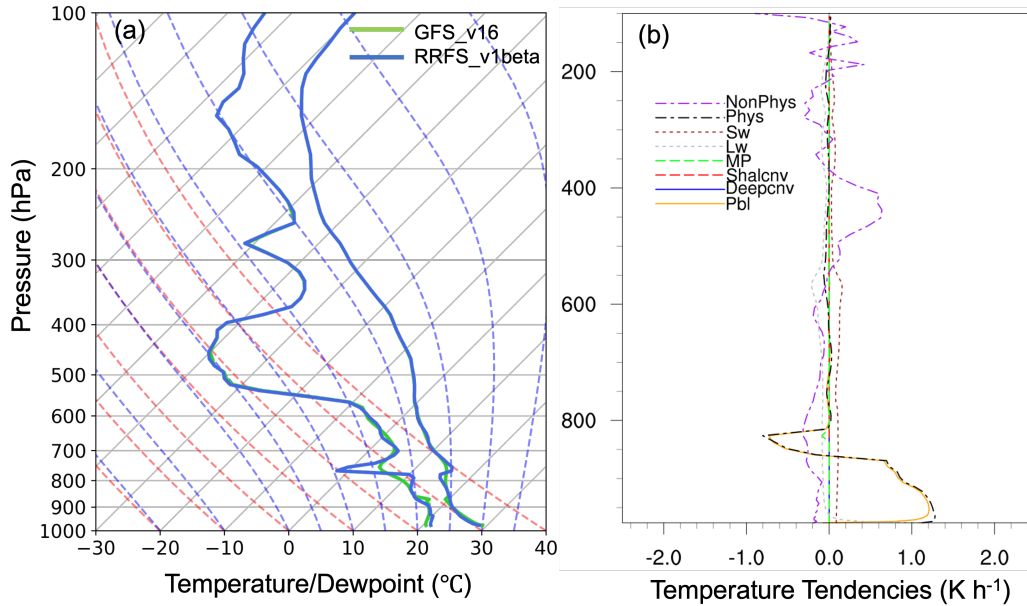 (a)
GFS_v16
RRFS_v1beta
Pressure (hPa)
100
200
300
400
500
600
700
800
900
1000
−30
−20
−10
0
10
20
30
40
Temperature/Dewpoint (℃)
(b)
200
400
600
800
NonPhys
Phys
Sw
Lw
MP
Shalcnv
Deepcnv
Pbl
-2.0
-1.0
0.0
1.0
2.0
Temperature Tendencies (K h⁻¹)